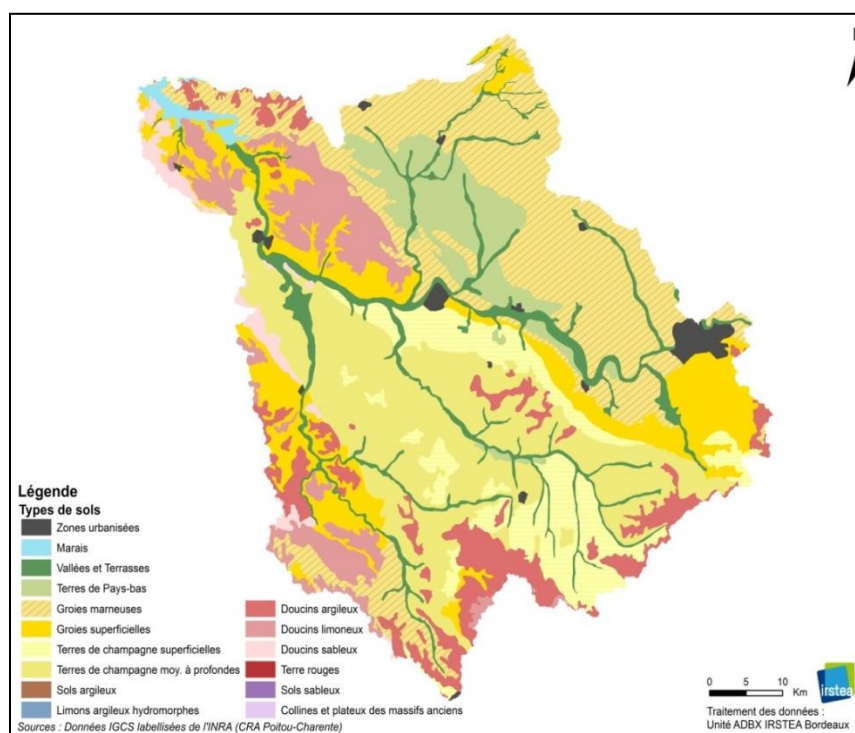 Légende
Types de sols
Zones urbanisées
Marais
Vallées et Terrasses
Terres de Pays-bas
Groies marneuses
Groies superficielles
Terres de champagne superficielles
Terres de champagne moy. à profondes
Sols argileux
Limons argileux hydromorphes
Doucins argileux
Doucins limoneux
Doucins sableux
Terre rouges
Sols sableux
Collines et plateux des massifs anciens
Sources : Données IGCS labellisées de l'INRA (CRA Poitou-Charente)
0 5 10
Km
irstea
Traitement des données :
Unité ADBX IRSTEA Bordeaux